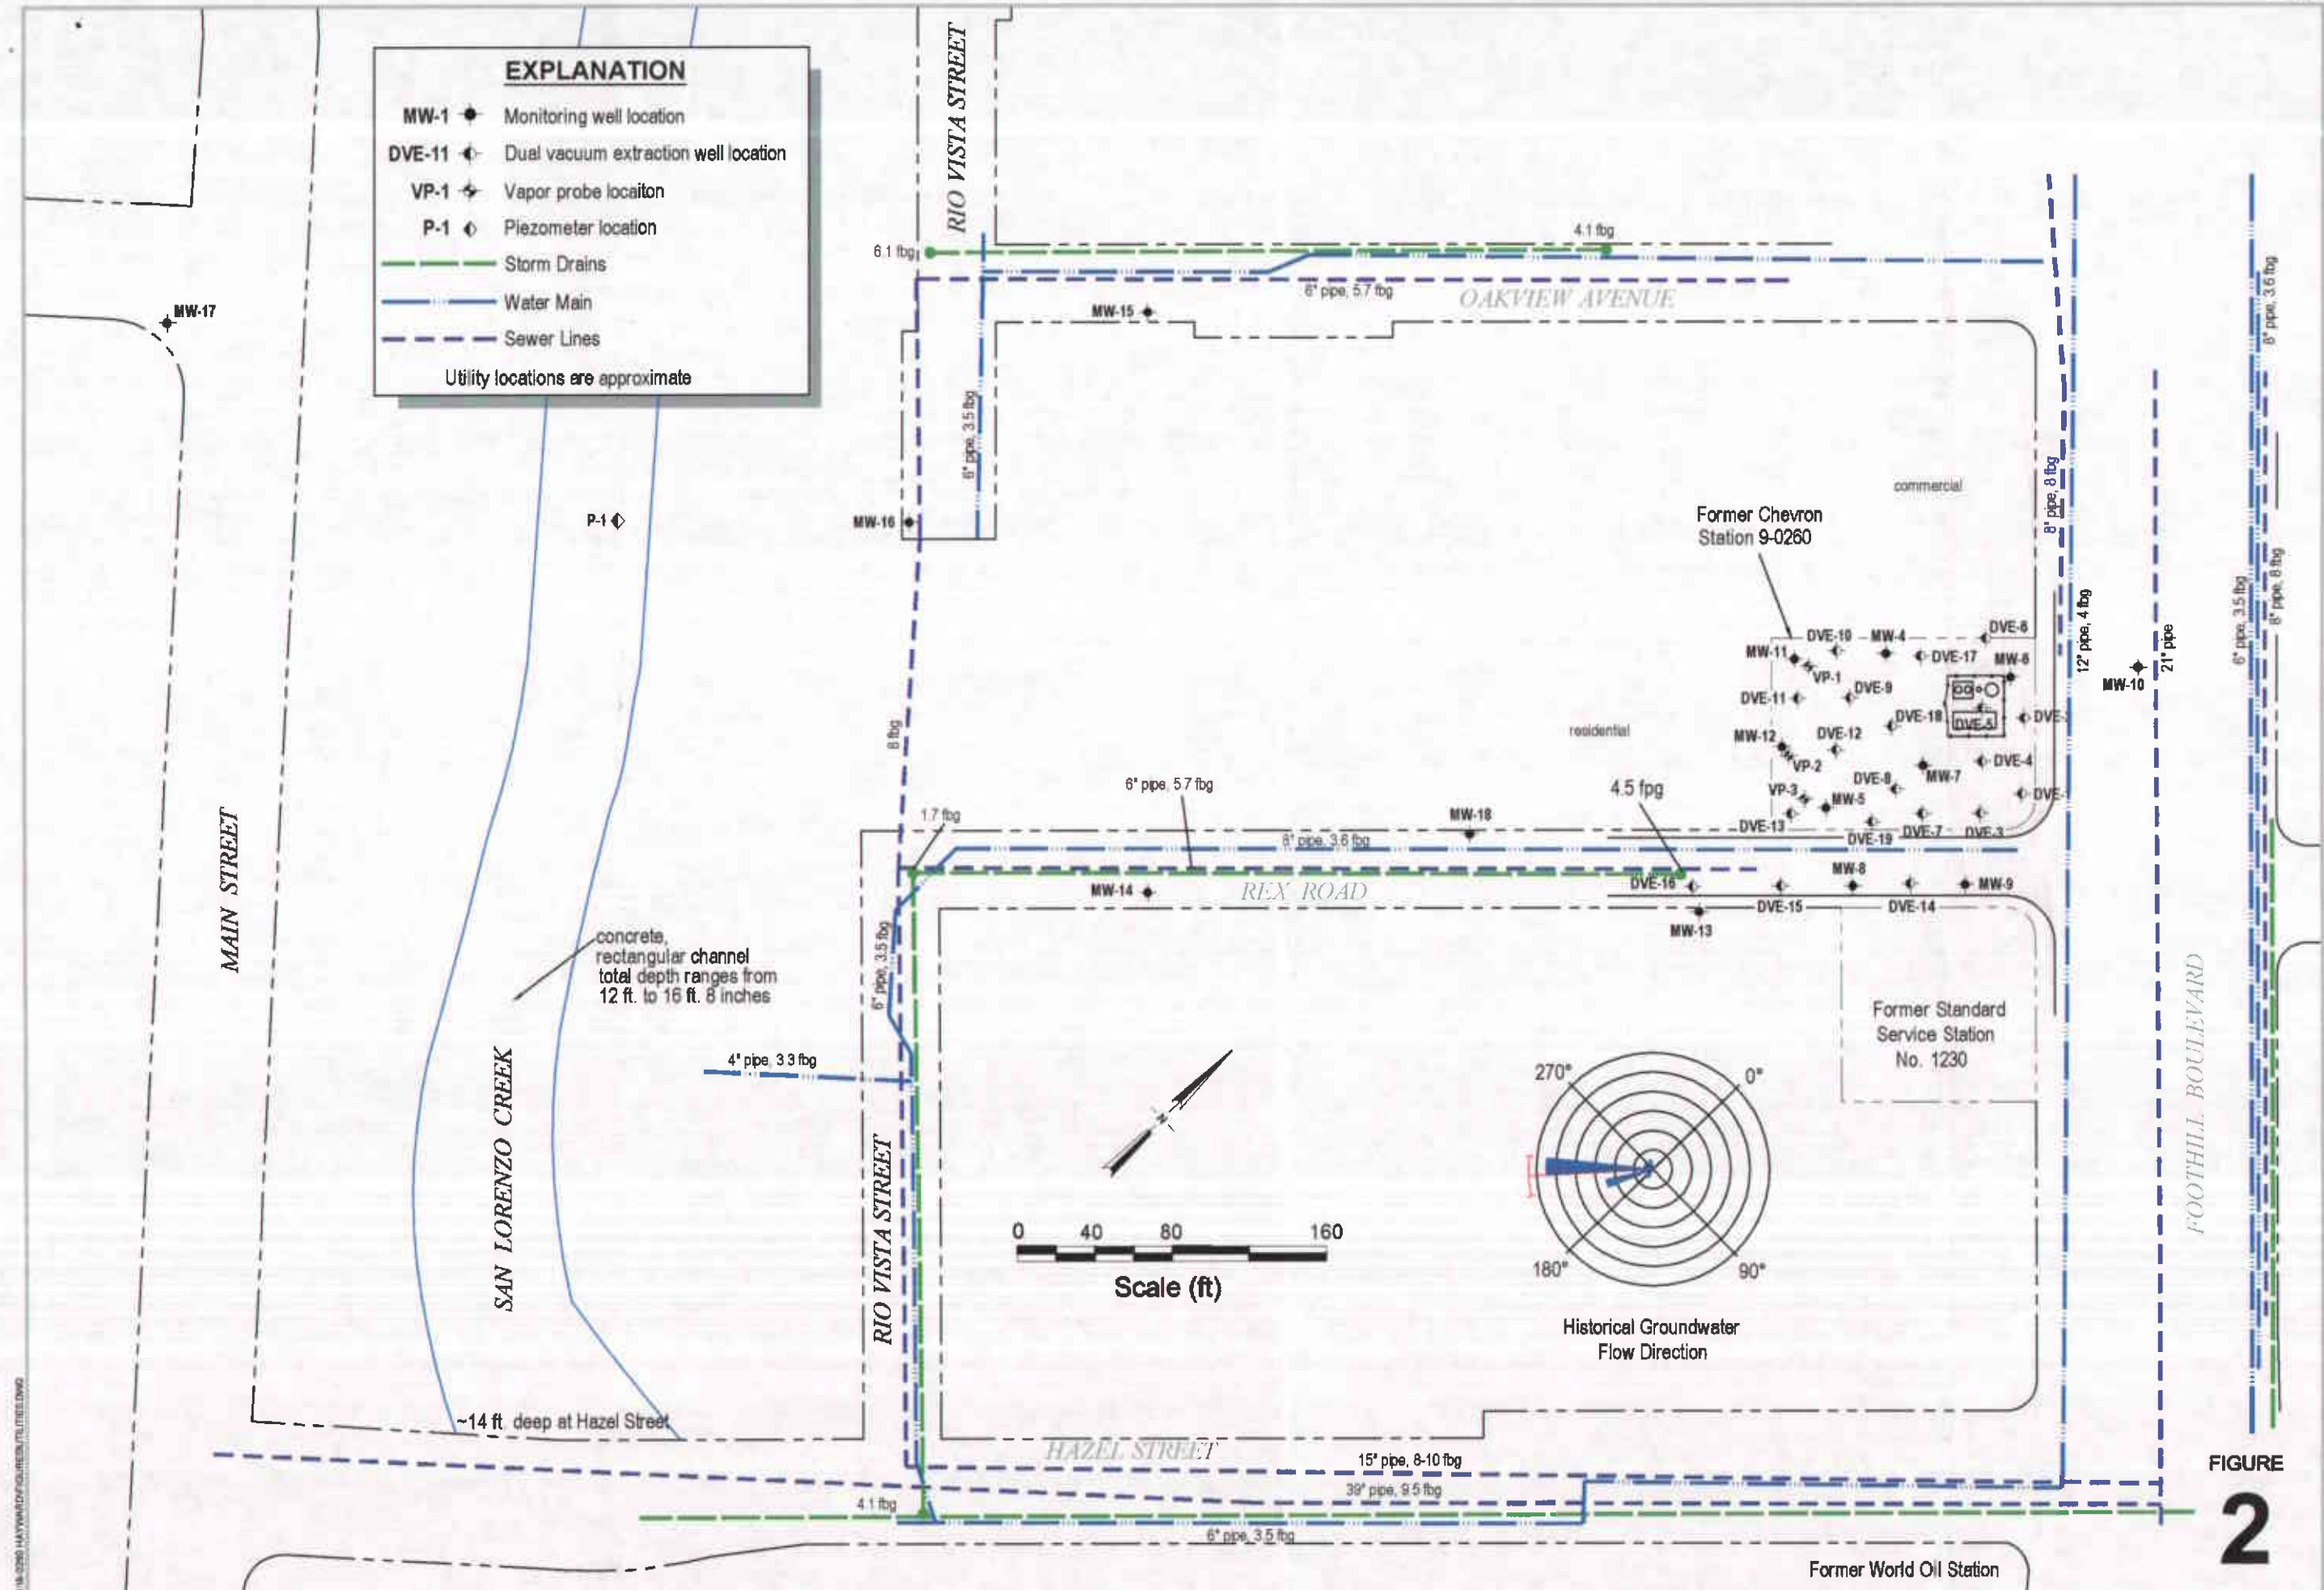 EXPLANATION
MW-1 Monitoring well location
DVE-11 Dual vacuum extraction well location
VP-1 Vapor probe locaiton
P-1 Piezometer location
Storm Drains
Water Main
Sewer Lines
Utility locations are approximate
RIO VISTA STREET
6.1 fbg
4.1 fbg
6" pipe, 5.7 fbg
OAKVIEW AVENUE
MW-15
MW-17
6" pipe, 3.5 fbg
P-1
MW-16
8" pipe, 3.6 fbg
8" pipe, 8 fbg
commercial
Former Chevron
Station 9-0260
12" pipe, 4 fbg
21" pipe
6" pipe, 3.5 fbg
8" pipe, 8 fbg
DVE-10
MW-4
DVE-6
MW-11
DVE-17
MW-6
VP-1
MW-10
DVE-11
DVE-9
DVE-18
DVE-5
DVE-
residential
MW-12
DVE-12
VP-2
DVE-4
DVE-8
MW-7
VP-3
MW-5
DVE-
DVE-13
DVE-19
DVE-7
DVE-3
8 fbg
6" pipe, 5.7 fbg
4.5 fpg
1.7 fbg
MW-18
6" pipe, 3.6 fbg
MW-14
REX ROAD
DVE-16
MW-8
MW-9
DVE-15
DVE-14
MW-13
MAIN STREET
concrete,
rectangular channel
total depth ranges from
12 ft. to 16 ft. 8 inches
6" pipe, 3.5 fbg
Former Standard
Service Station
No. 1230
FOOTHILL BOULEVARD
SAN LORENZO CREEK
4" pipe, 3.3 fbg
270°
0°
180°
90°
Historical Groundwater
Flow Direction
RIO VISTA STREET
0 40 80 160
Scale (ft)
~14 ft. deep at Hazel Street
HAZEL STREET
15" pipe, 8-10 fbg
39" pipe, 9.5 fbg
4.1 fbg
6" pipe, 3.5 fbg
Former World Oil Station
FIGURE
2